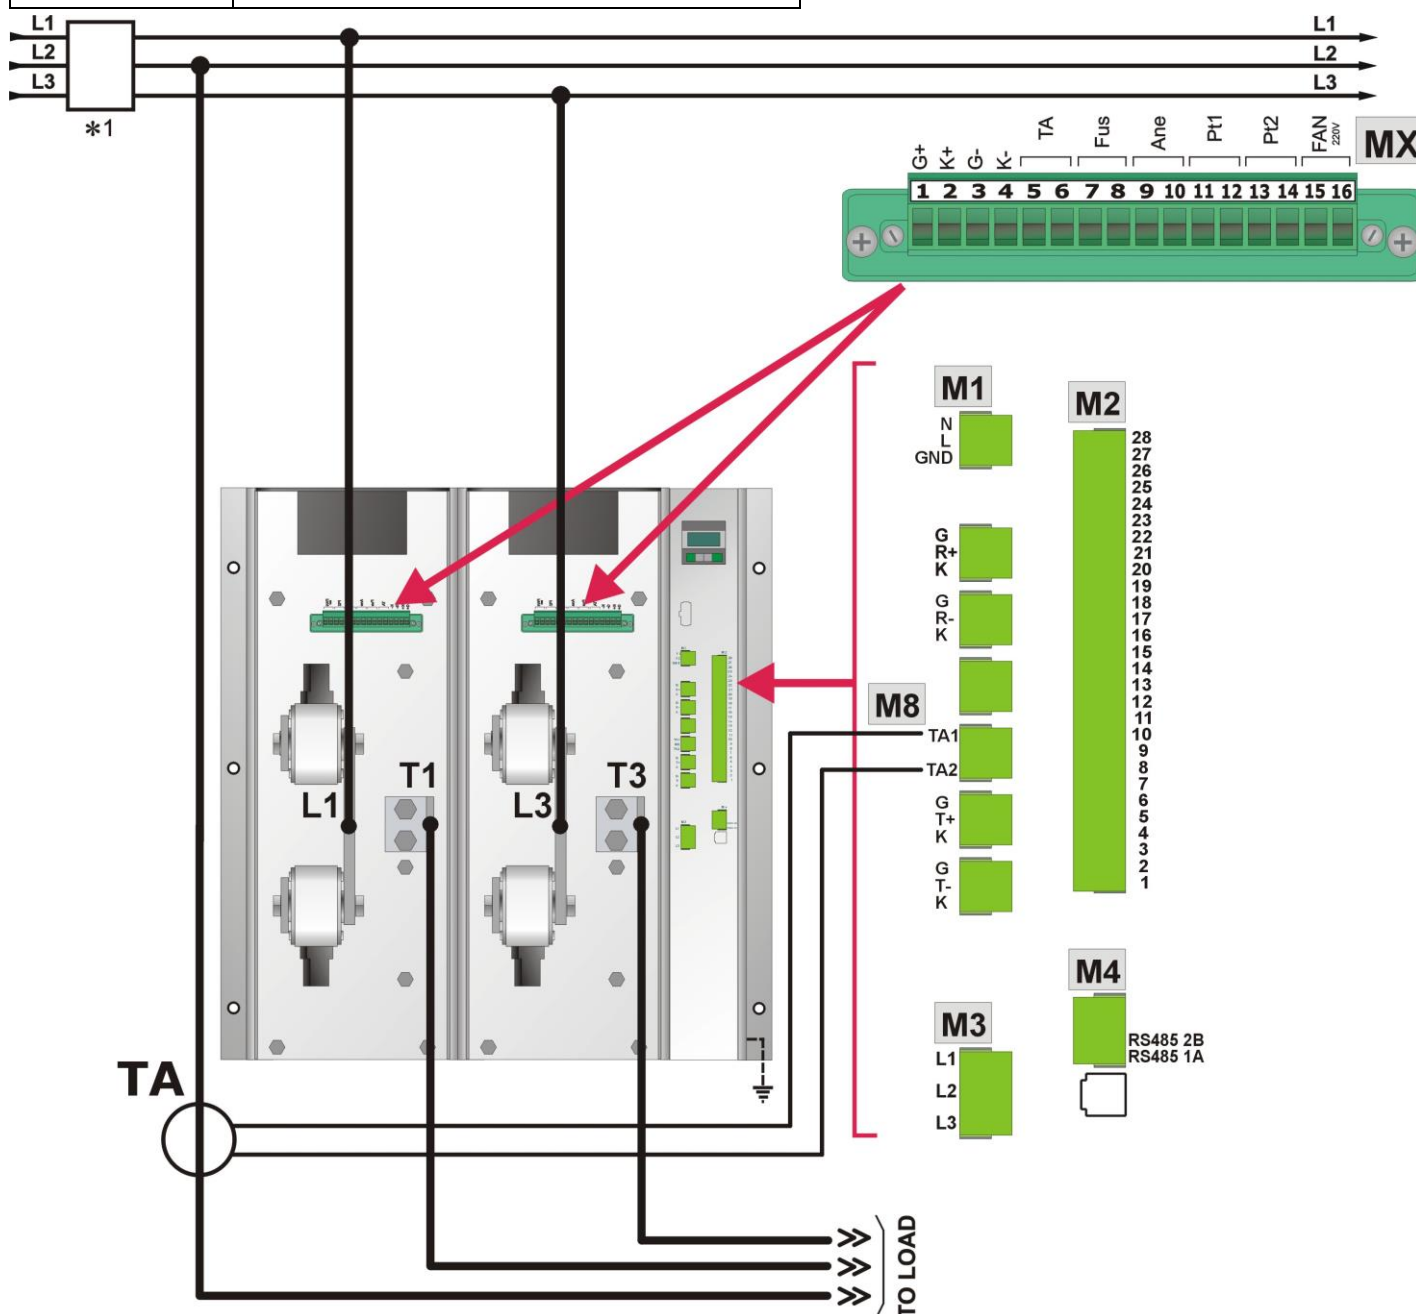 L1
L2
L3
*1
L1
L2
L3
G+ K+ G- K- TA Fus Ane Pt1 Pt2 FAN 220V
MX
1 2 3 4 5 6 7 8 9 10 11 12 13 14 15 16
M1
N
L
GND
G
R+
K
G
R-
K
M8
TA1
TA2
G
T+
K
G
T-
K
M2
28
27
26
25
24
23
22
21
20
19
18
17
16
15
14
13
12
11
10
9
8
7
6
5
4
3
2
1
T1
T3
L1
L3
M3
L1
L2
L3
M4
RS485 2B
RS485 1A
TA
TO LOAD